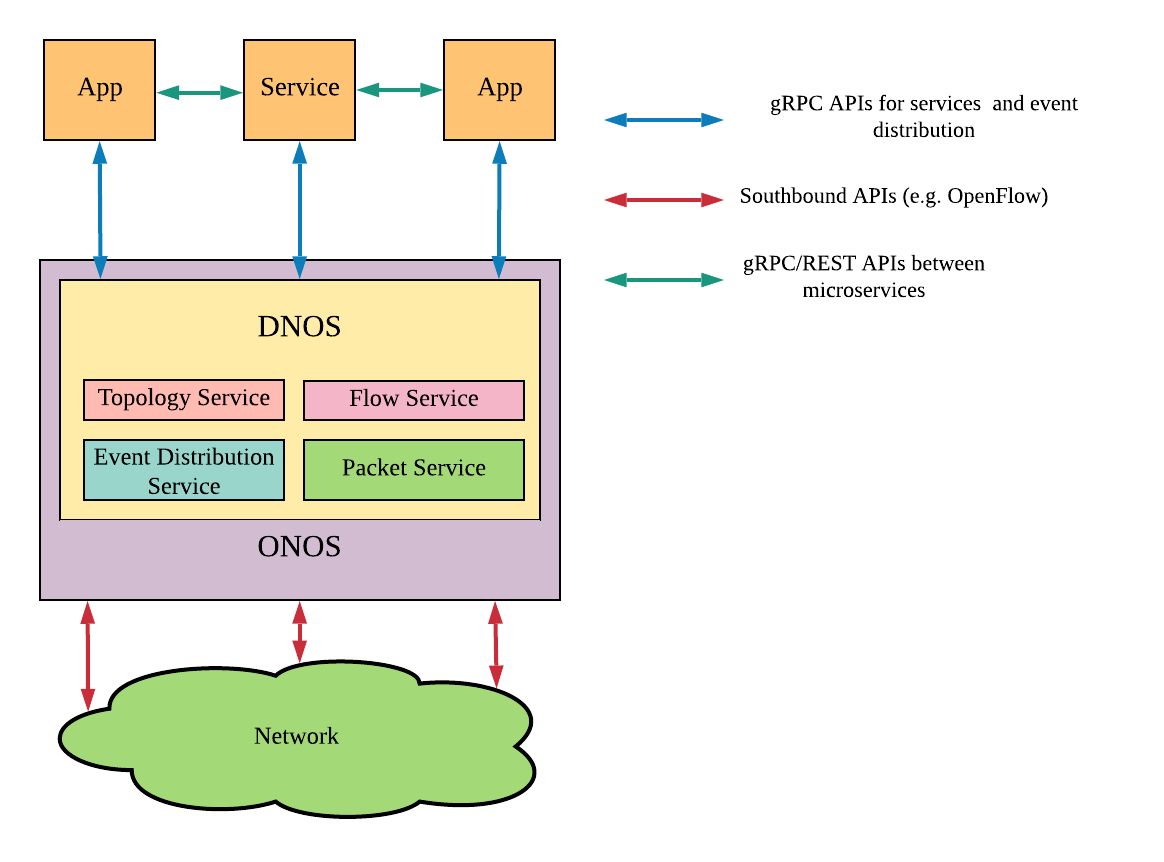 App
Service
App
gRPC APIs for services and event
distribution
Southbound APIs (e.g. OpenFlow)
gRPC/REST APIs between
microservices
DNOS
Topology Service
Flow Service
Event Distribution
Service
Packet Service
ONOS
Network